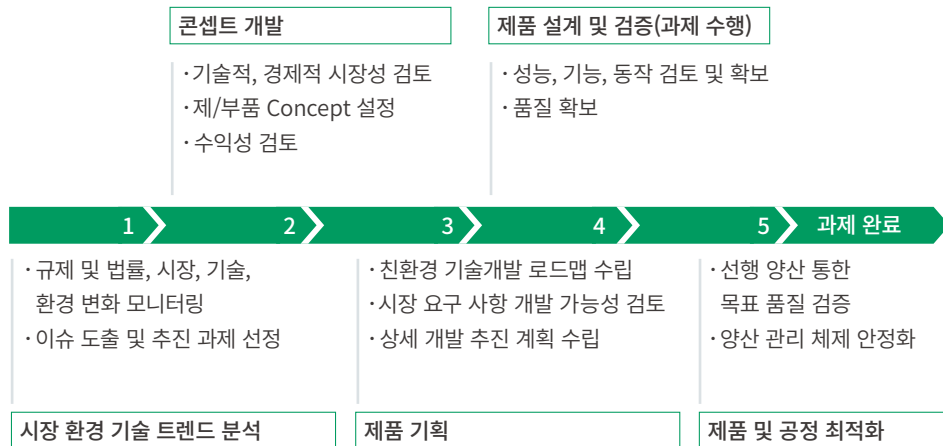 콘셉트 개발
·기술적, 경제적 시장성 검토
·제/부품 Concept 설정
·수익성 검토
제품 설계 및 검증(과제 수행)
·성능, 기능, 동작 검토 및 확보
·품질 확보
1
2
3
4
5
과제 완료
·규제 및 법률, 시장, 기술,
환경 변화 모니터링
·이슈 도출 및 추진 과제 선정
시장 환경 기술 트렌드 분석
·친환경 기술개발 로드맵 수립
·시장 요구 사항 개발 가능성 검토
·상세 개발 추진 계획 수립
제품 기획
·선행 양산 통한
목표 품질 검증
·양산 관리 체제 안정화
제품 및 공정 최적화